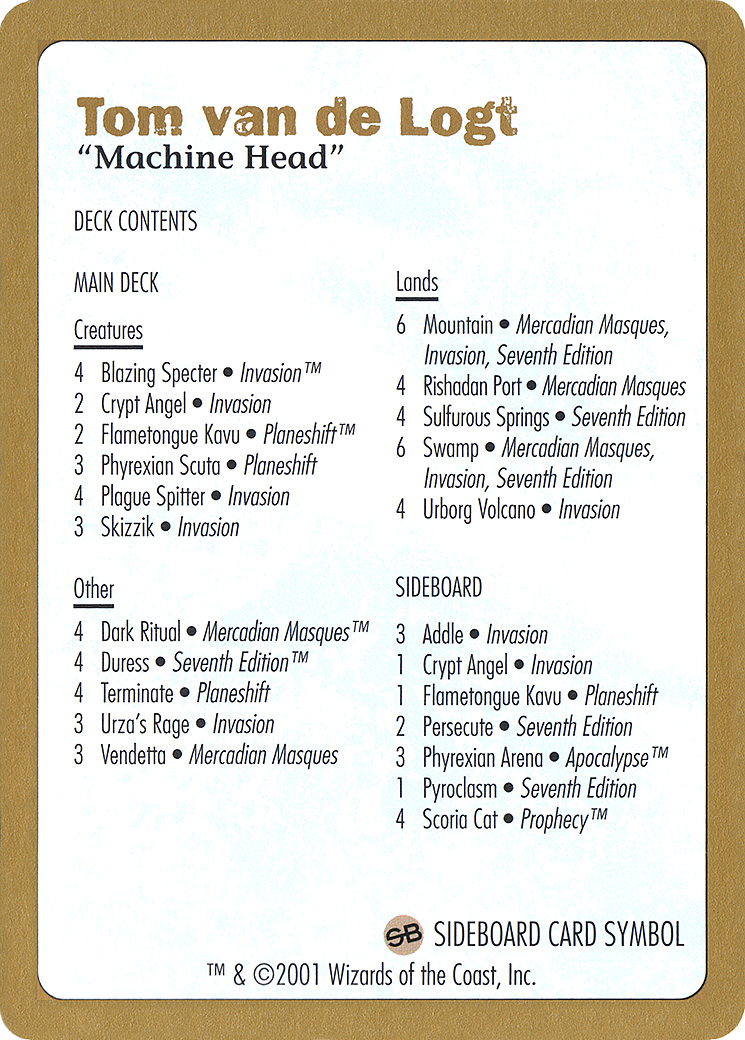 Tom van de Logt
“Machine Head”
DECK CONTENTS
MAIN DECK
Creatures
4 Blazing Specter • Invasion™
2 Crypt Angel • Invasion
2 Flametongue Kavu • Planeshift™
3 Phyrexian Scuta • Planeshift
4 Plague Spitter • Invasion
3 Skizzik • Invasion
Other
4 Dark Ritual • Mercadian Masques™
4 Duress • Seventh Edition™
4 Terminate • Planeshift
3 Urza’s Rage • Invasion
3 Vendetta • Mercadian Masques
Lands
6 Mountain • Mercadian Masques,
Invasion, Seventh Edition
4 Rishadan Port • Mercadian Masques
4 Sulfurous Springs • Seventh Edition
6 Swamp • Mercadian Masques,
Invasion, Seventh Edition
4 Urborg Volcano • Invasion
SIDEBOARD
3 Addle • Invasion
1 Crypt Angel • Invasion
1 Flametongue Kavu • Planeshift
2 Persecute • Seventh Edition
3 Phyrexian Arena • Apocalypse™
1 Pyroclasm • Seventh Edition
4 Scoria Cat • Prophecy™
SB SIDEBOARD CARD SYMBOL
™ & ©2001 Wizards of the Coast, Inc.